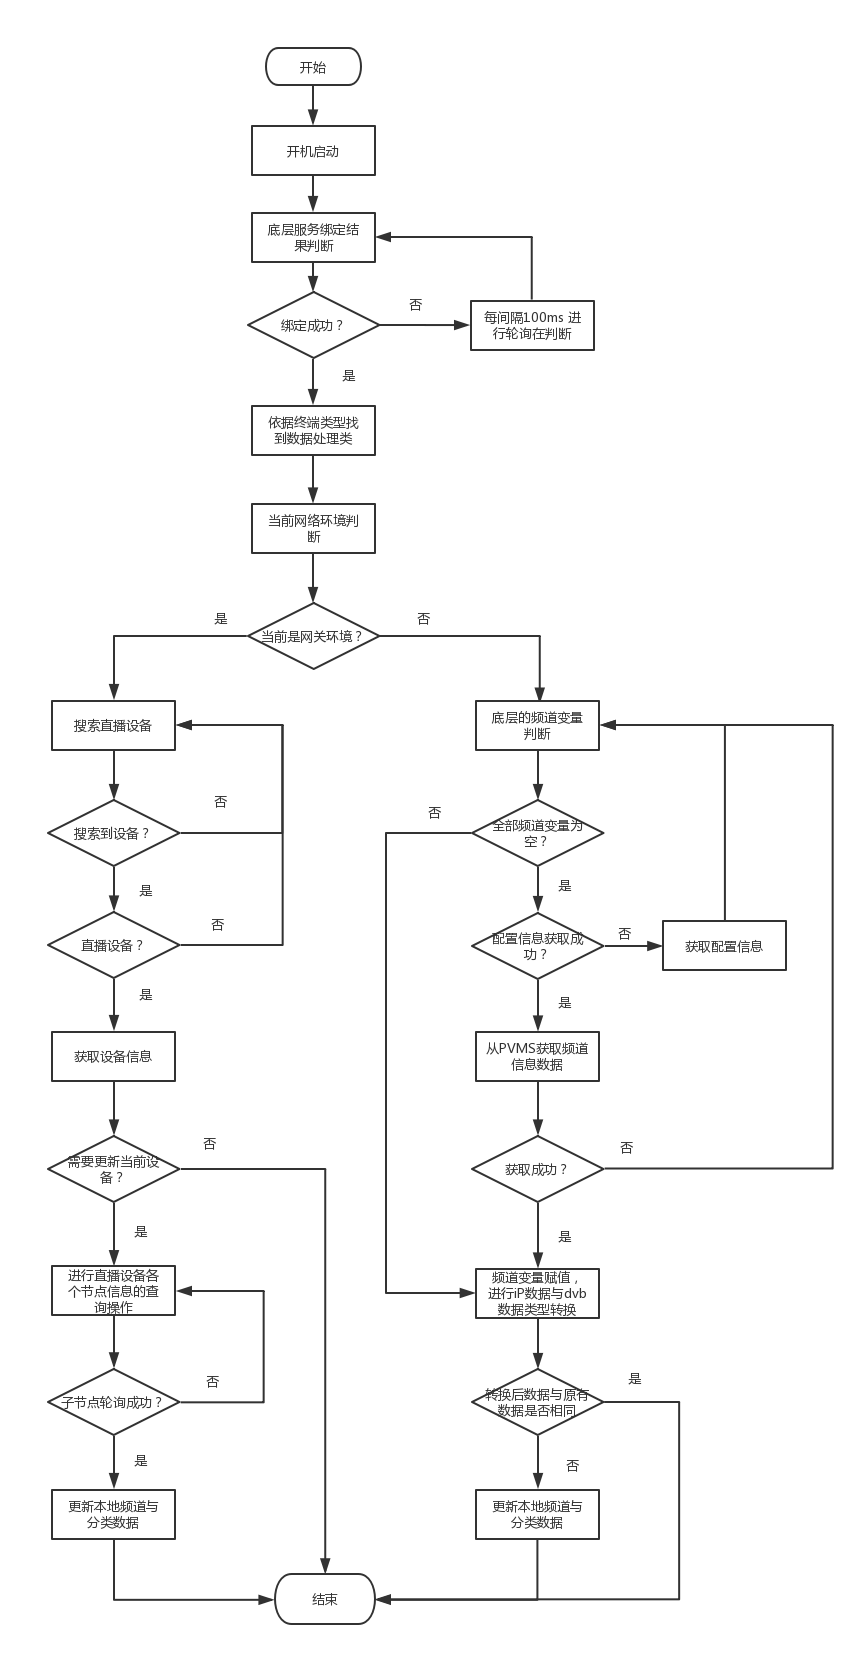 开始
开机启动
底层服务绑定结
果判断
绑定成功？
否
每间隔100ms 进
行轮询在判断
是
依据终端类型找
到数据处理类
当前网络环境判
断
是
当前是网关环境？
否
搜索直播设备
否
搜索到设备？
是
否
直播设备？
是
获取设备信息
否
需要更新当前设
备？
是
进行直播设备各
个节点信息的查
询操作
否
子节点轮询成功？
是
更新本地频道与
分类数据
底层的频道变量
判断
否
全部频道变量为
空？
是
配置信息获取成
功？
否
获取配置信息
是
从PVMS获取频道
信息数据
获取成功？
否
是
频道变量赋值，
进行iP数据与dvb
数据类型转换
是
转换后数据与原有
数据是否相同
否
更新本地频道与
分类数据
结束